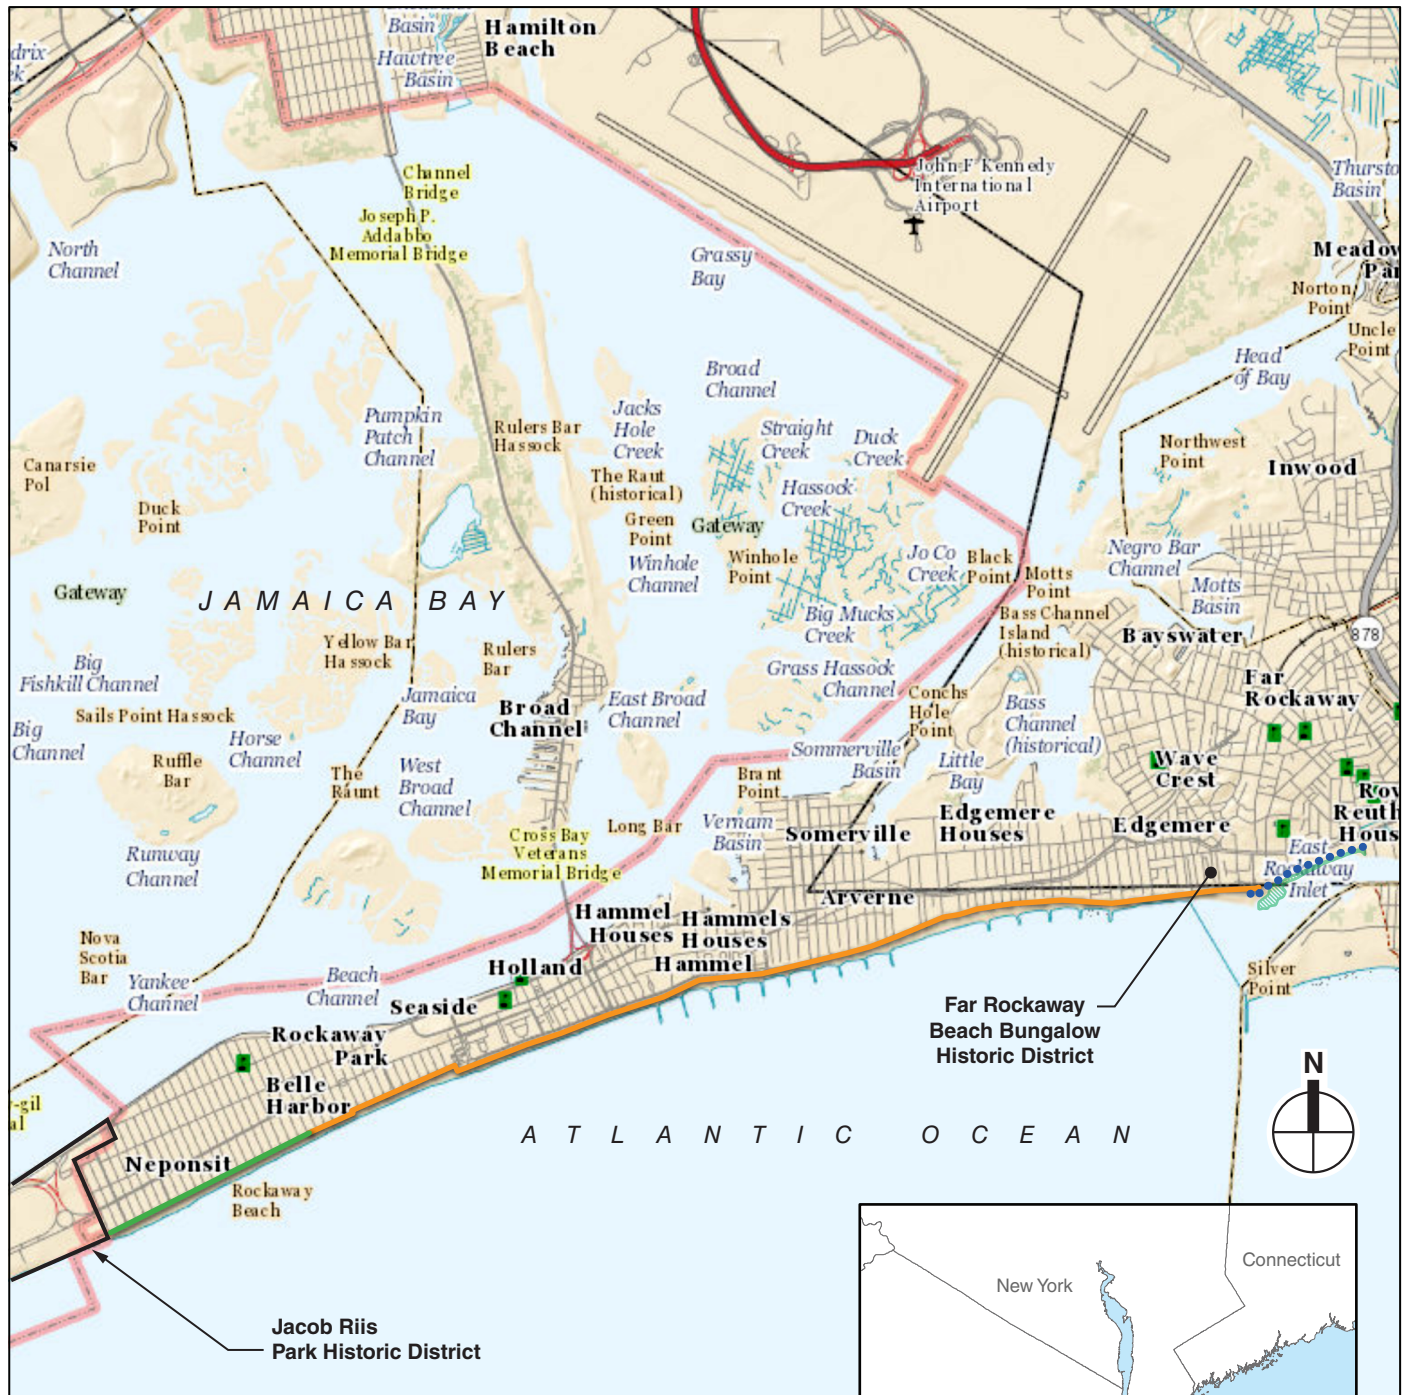 Basin
Hamilton
Beach
Hawtree
Basin
drix
ek
s
Channel
Bridge
Joseph P.
Addabbo
Memorial Bridge
North
Channel
John F Kennedy
International
Airport
Grassy
Bay
Thursto
Basin
Meadow
Par
Norton
Point
Uncle
Point
Head
of Bay
Broad
Channel
Pumpkin
Patch
Channel
Rulers Bar
Hassock
Jacks
Hole
Creek
Straight
Creek
Duck
Creek
Northwest
Point
Inwood
Canarsie
Pol
The Raut
(historical)
Hassock
Creek
Duck
Point
Green
Point
Gateway
Winhole
Channel
Winhole
Point
Jo Co
Creek
Black
Point
Motts
Point
Negro Bar
Channel
Motts
Basin
Gateway
JAMAICA BAY
Big Mucks
Creek
Bass Channel
Island
(historical)
Bayswater
878
Yellow Bar
Hassock
Rulers
Bar
Big
Fishkill Channel
Grass Hassock
Channel
Far
Rockaway
Jamaica
Bay
Broad
Channel
East Broad
Channel
Conchs
Hole
Point
Bass
Channel
(historical)
Sails Point Hassock
Big
Channel
Horse
Channel
Ruffle
Bar
The
Raunt
West
Broad
Channel
Sommerville
Basin
Little
Bay
Wave
Crest
Brant
Point
Roy
Reuth
Hous
Cross Bay
Veterans
Memorial Bridge
Long Bar
Vernam
Basin
Somerville
Edgemere
Houses
Edgemere
East
Rockaway
Inlet
Runway
Channel
Arverne
Hammel
Houses
Hammels
Houses
Hammel
Nova
Scotia
Bar
Yankee
Channel
Beach
Channel
Holland
Silver
Point
Seaside
Far Rockaway
Beach Bungalow
Historic District
Rockaway
Park
N
Belle
Harbor
-gil
al
ATLANTIC OCEAN
Neponsit
Rockaway
Beach
Connecticut
New York
Jacob Riis
Park Historic District